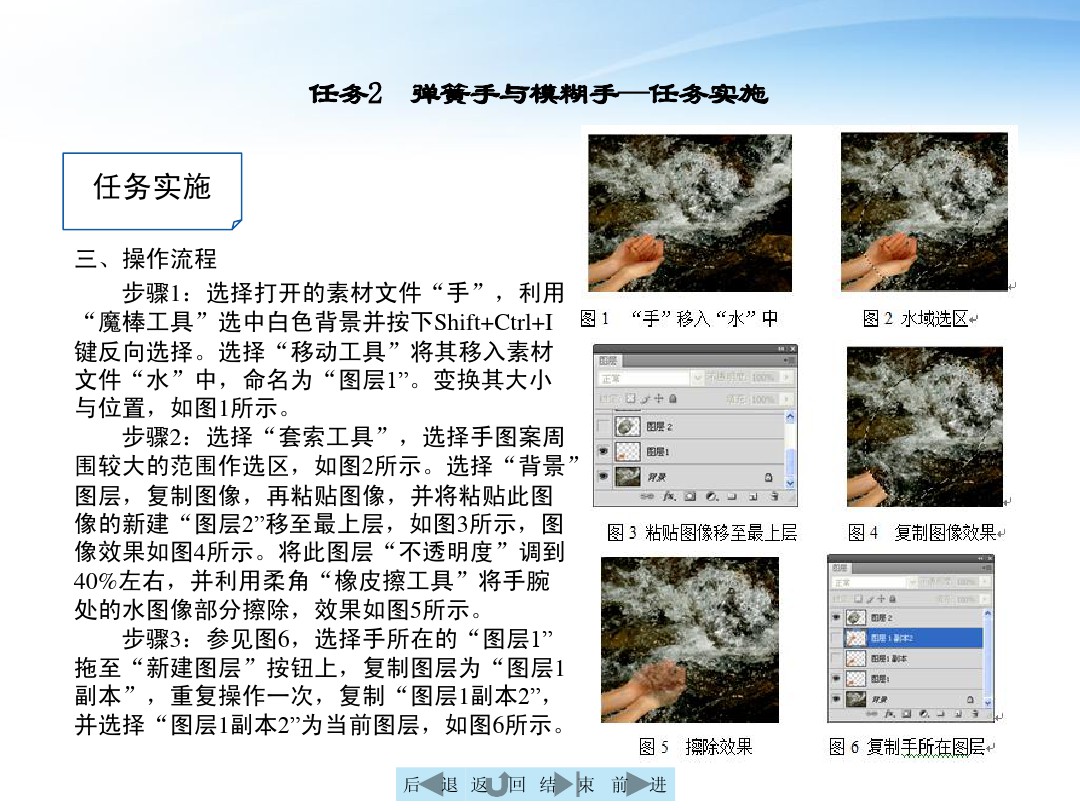 任务2 弹簧手与模糊手—任务实施
任务实施
三、操作流程
步骤1：选择打开的素材文件“手”，利用
“魔棒工具”选中白色背景并按下Shift+Ctrl+I
键反向选择。选择“移动工具”将其移入素材
文件“水”中，命名为“图层1”。变换其大小
与位置，如图1所示。
步骤2：选择“套索工具”，选择手图案周
围较大的范围作选区，如图2所示。选择“背景”
图层，复制图像，再粘贴图像，并将粘贴此图
像的新建“图层2”移至最上层，如图3所示，图
像效果如图4所示。将此图层“不透明度”调到
40%左右，并利用柔角“橡皮擦工具”将手腕
处的水图像部分擦除，效果如图5所示。
步骤3：参见图6，选择手所在的“图层1”
拖至“新建图层”按钮上，复制图层为“图层1
副本”，重复操作一次，复制“图层1副本2”，
并选择“图层1副本2”为当前图层，如图6所示。
图 1 “手”移入“水”中
图 2 水域选区
图层
正常 不透明度: 100%
填充: 100%
图层 2
图层1
背景
图 3 粘贴图像移至最上层
图 4 复制图像效果
图 5 擦除效果
图层
正常 100%
100%
图层 2
图层 1 副本2
图层1 副本
图层1
背景
图 6 复制手所在图层
后退 返回 结束 前进